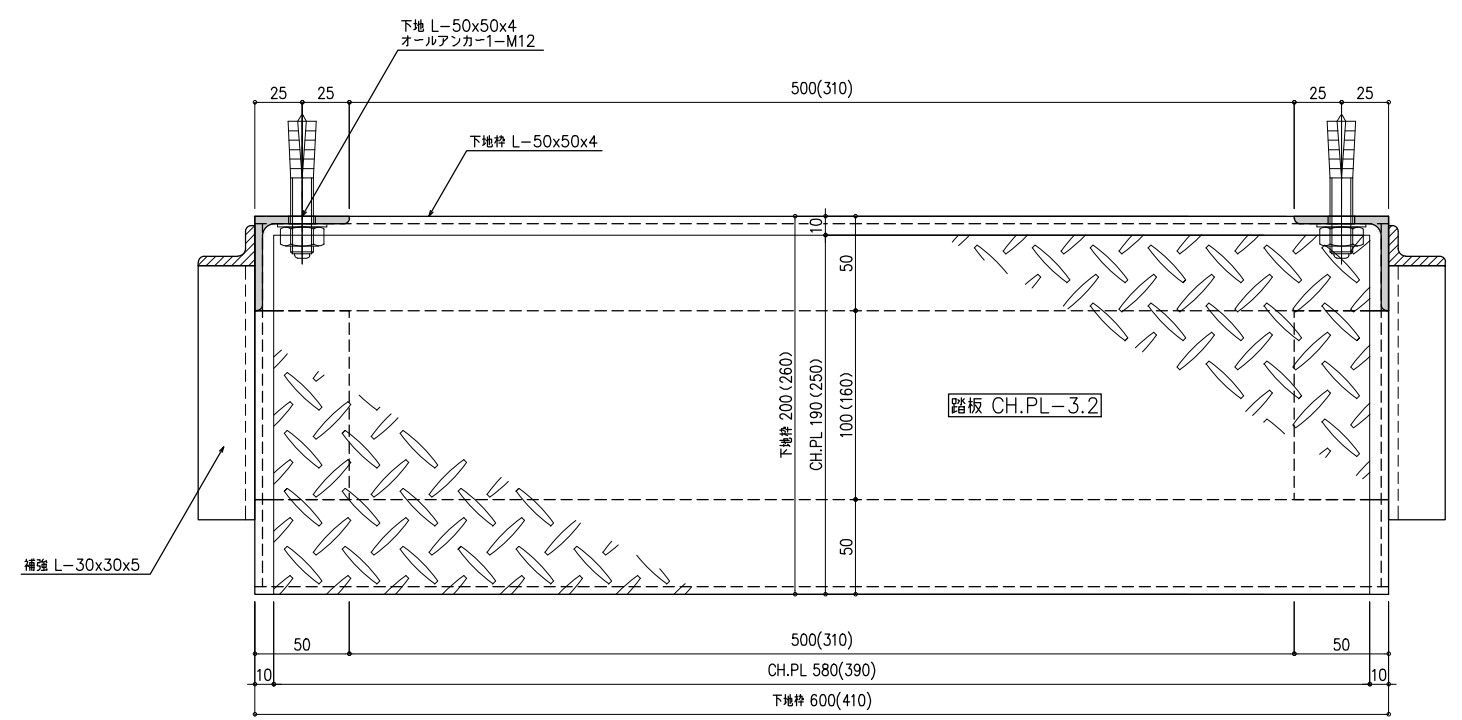 下地 L-50x50x4
オールアンカー1-M12
25
25
500(310)
25
25
下地枠 L-50x50x4
10
50
下地枠 200 (260)
CH.PL 190 (250)
100 (160)
踏板 CH.PL-3.2
50
補強 L-30x30x5
50
500(310)
50
10
CH.PL 580(390)
10
下地枠 600(410)